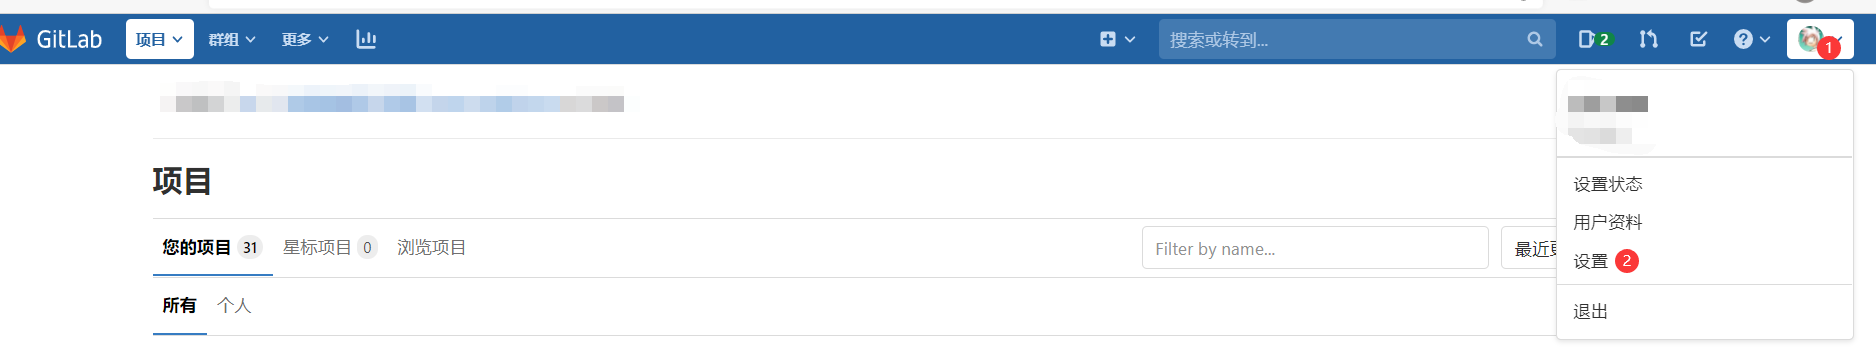 GitLab 项目 群组 更多 搜索或转到... 2 1
项目
您的项目 31 星标项目 0 浏览项目 Filter by name... 最近
所有 个人
设置状态
用户资料
设置 2
退出